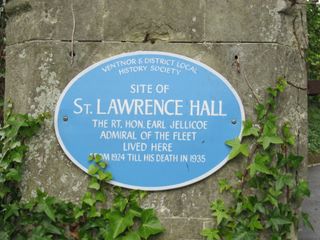 VENTNOR & DISTRICT LOCAL
HISTORY SOCIETY
SITE OF
ST. LAWRENCE HALL
THE RT. HON. EARL JELLICOE
ADMIRAL OF THE FLEET
LIVED HERE
FROM 1924 TILL HIS DEATH IN 1935